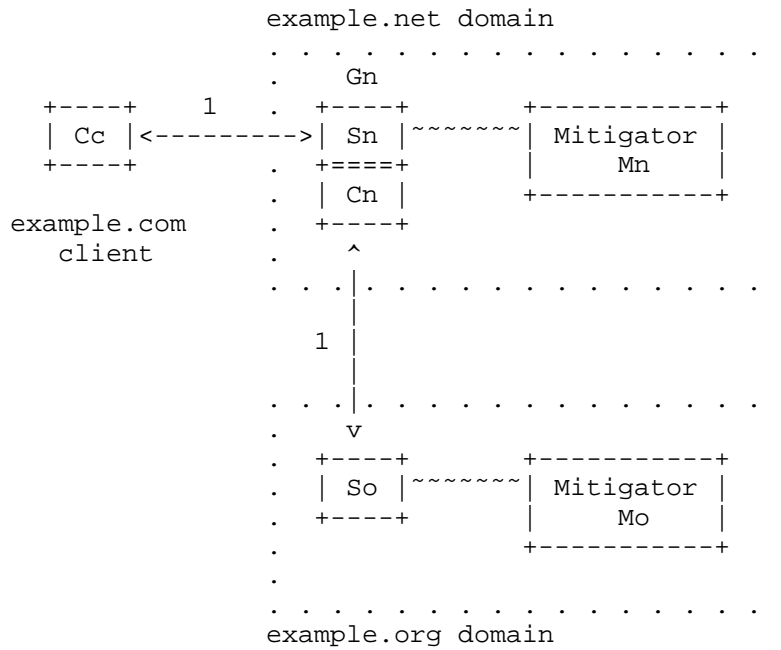 example.net domain
. . . . . . . . . . . . . . . .
.    Gn
+----+    1    .  +----+       +-----------+
| Cc |<--------->| Sn |~~~~~~~| Mitigator |
+----+         .  +====+       |    Mn     |
.  | Cn |       +-----------+
example.com    .  +----+
client      .    ^
. . .|. . . . . . . . . . . . .
|
1 |
|
. . .|. . . . . . . . . . . . .
.    v
.  +----+       +-----------+
.  | So |~~~~~~~| Mitigator |
.  +----+       |    Mo     |
.               +-----------+
.
. . . . . . . . . . . . . . . .
example.org domain